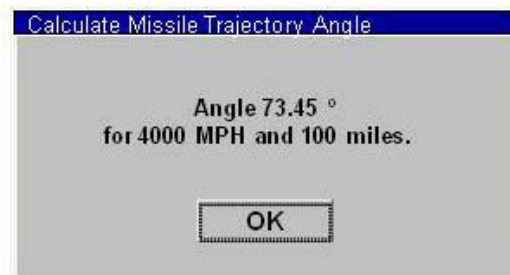 Calculate Missile Trajectory Angle
Angle 73.45 °
for 4000 MPH and 100 miles.
OK